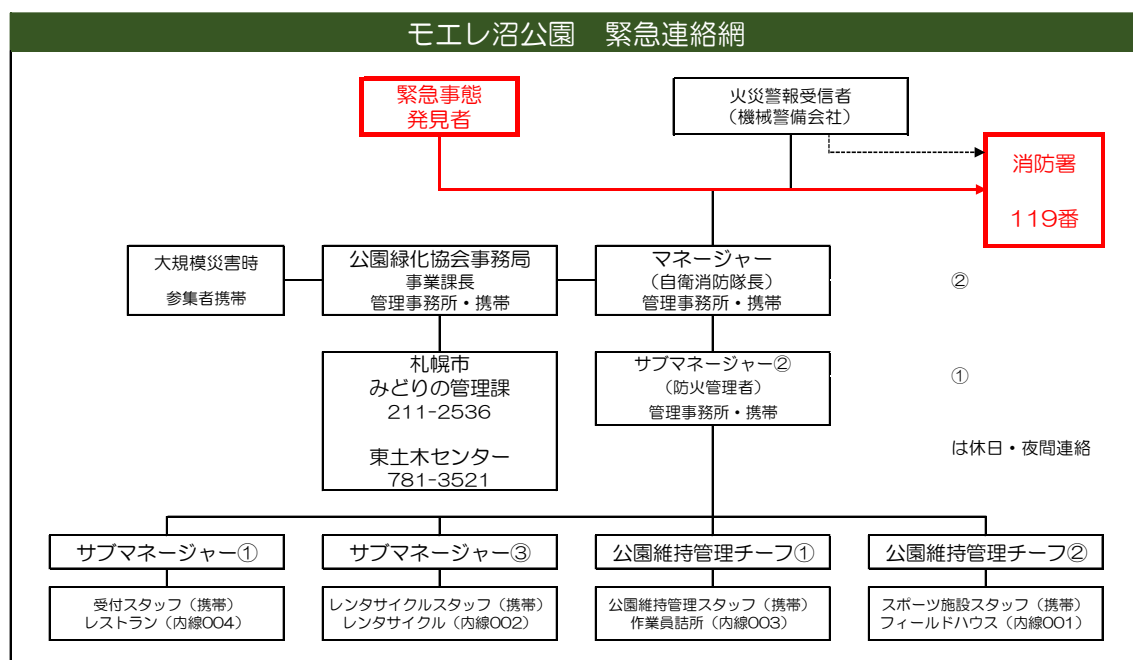 モエレ沼公園　緊急連絡網
緊急事態
発見者
火災警報受信者
（機械警備会社）
消防署
119番
大規模災害時
参集者携帯
公園緑化協会事務局
事業課長
管理事務所・携帯
マネージャー
（自衛消防隊長）
管理事務所・携帯
②
札幌市
みどりの管理課
211-2536
東土木センター
781-3521
サブマネージャー②
（防火管理者）
管理事務所・携帯
①
は休日・夜間連絡
サブマネージャー①
サブマネージャー③
公園維持管理チーフ①
公園維持管理チーフ②
受付スタッフ（携帯）
レストラン（内線004）
レンタサイクルスタッフ（携帯）
レンタサイクル（内線002）
公園維持管理スタッフ（携帯）
作業員詰所（内線003）
スポーツ施設スタッフ（携帯）
フィールドハウス（内線001）